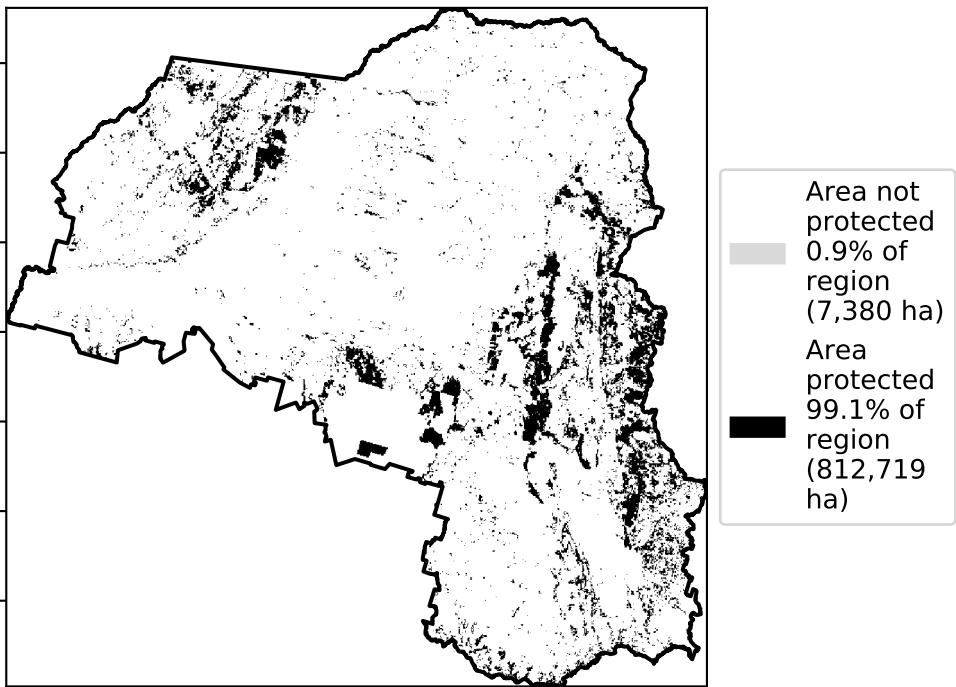 Area not
protected
0.9% of
region
(7,380 ha)
Area
protected
99.1% of
region
(812,719
ha)